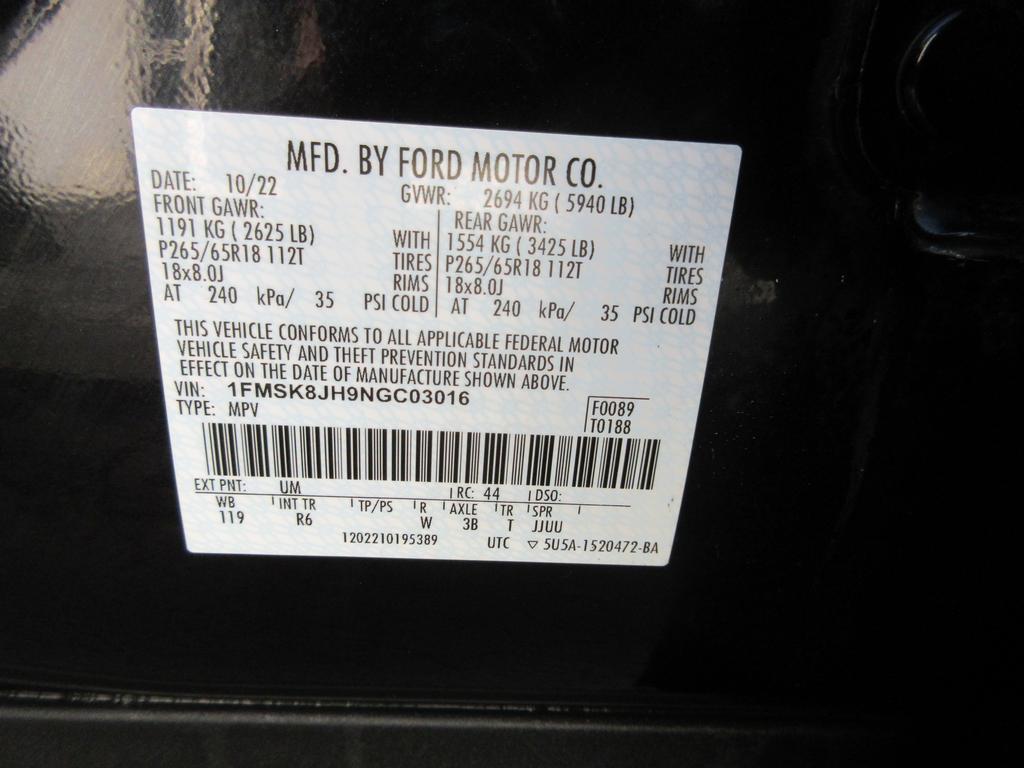 MFD. BY FORD MOTOR CO.
DATE: 10/22 GVWR: 2694 KG ( 5940 LB)
FRONT GAWR: REAR GAWR:
1191 KG ( 2625 LB) WITH 1554 KG ( 3425 LB) WITH
P265/65R18 112T TIRES P265/65R18 112T TIRES
18x8.0J RIMS 18x8.0J RIMS
AT 240 kPa/ 35 PSI COLD AT 240 kPa/ 35 PSI COLD
THIS VEHICLE CONFORMS TO ALL APPLICABLE FEDERAL MOTOR
VEHICLE SAFETY AND THEFT PREVENTION STANDARDS IN
EFFECT ON THE DATE OF MANUFACTURE SHOWN ABOVE.
VIN: 1FMSK8JH9NGC03016
TYPE: MPV F0089
T0188
EXT PNT: UM RC: 44 DSO:
WB INT TR TP/PS R AXLE TR SPR
119 R6 W 3B T JJUU
1202210195389 UTC ▽ 5U5A-1520472-BA